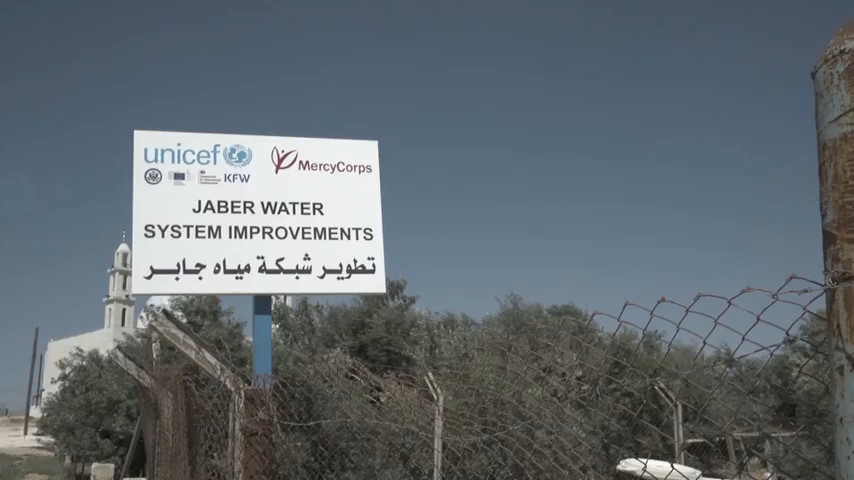 unicef
MercyCorps
KFW
JABER WATER
SYSTEM IMPROVEMENTS
تطوير شبكة مياه جابر